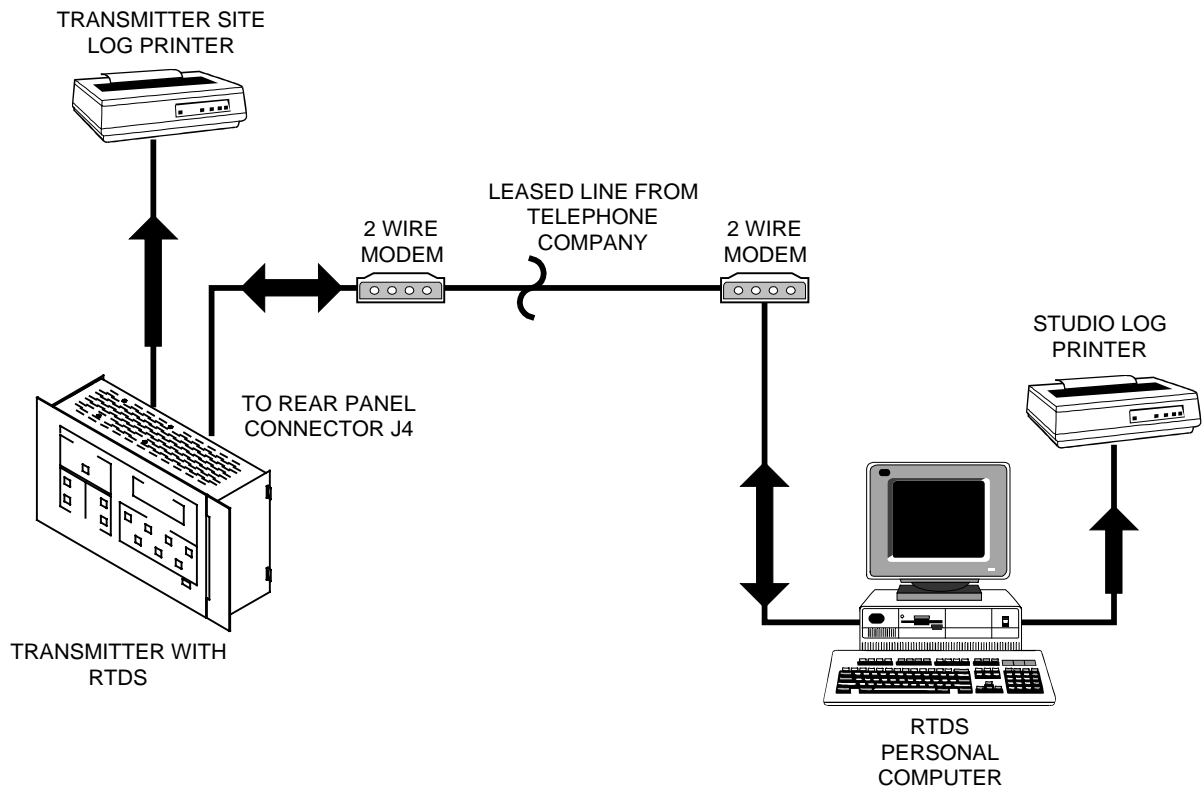 TRANSMITTER SITE
LOG PRINTER
LEASED LINE FROM
TELEPHONE
COMPANY
2 WIRE
MODEM
2 WIRE
MODEM
STUDIO LOG
PRINTER
TO REAR PANEL
CONNECTOR J4
TRANSMITTER WITH
RTDS
RTDS
PERSONAL
COMPUTER